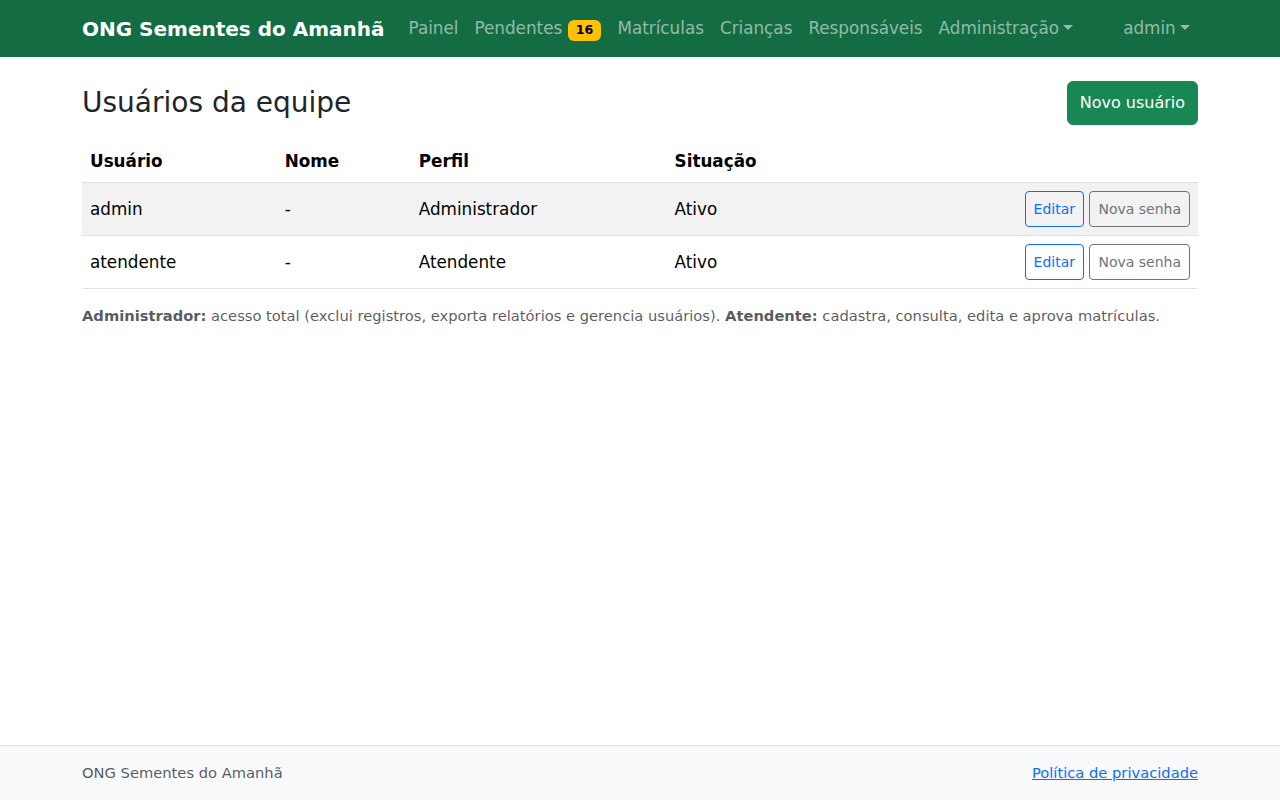 ONG Sementes do Amanhã Painel Pendentes 16 Matrículas Crianças Responsáveis Administração admin
Usuários da equipe Novo usuário
Usuário Nome Perfil Situação
admin - Administrador Ativo Editar Nova senha
atendente - Atendente Ativo Editar Nova senha
Administrador: acesso total (exclui registros, exporta relatórios e gerencia usuários). Atendente: cadastra, consulta, edita e aprova matrículas.
ONG Sementes do Amanhã Política de privacidade